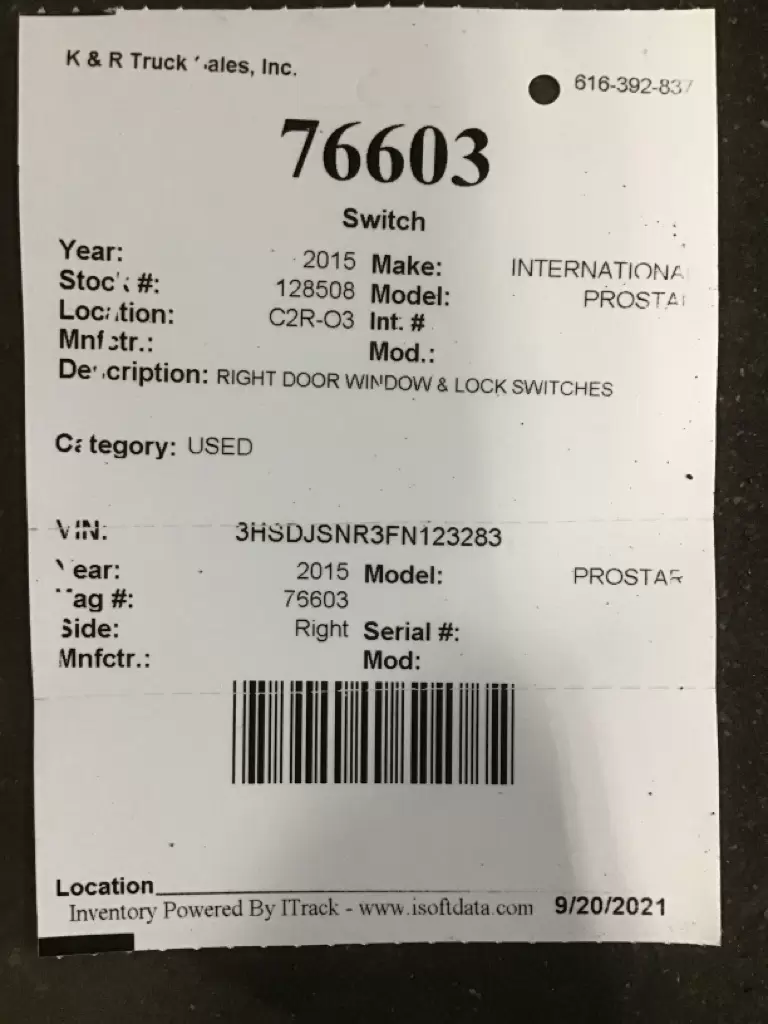 K & R Truck Sales, Inc.
616-392-837
76603
Switch
Year: 2015 Make: INTERNATIONA
Stock #: 128508 Model: PROSTAR
Location: C2R-O3 Int. #
Mnfctr.: Mod.:
Description: RIGHT DOOR WINDOW & LOCK SWITCHES
Category: USED
VIN: 3HSDJSNR3FN123283
Year: 2015 Model: PROSTAR
Tag #: 76603
Side: Right Serial #:
Mnfctr.: Mod:
Location
Inventory Powered By ITrack - www.isoftdata.com 9/20/2021